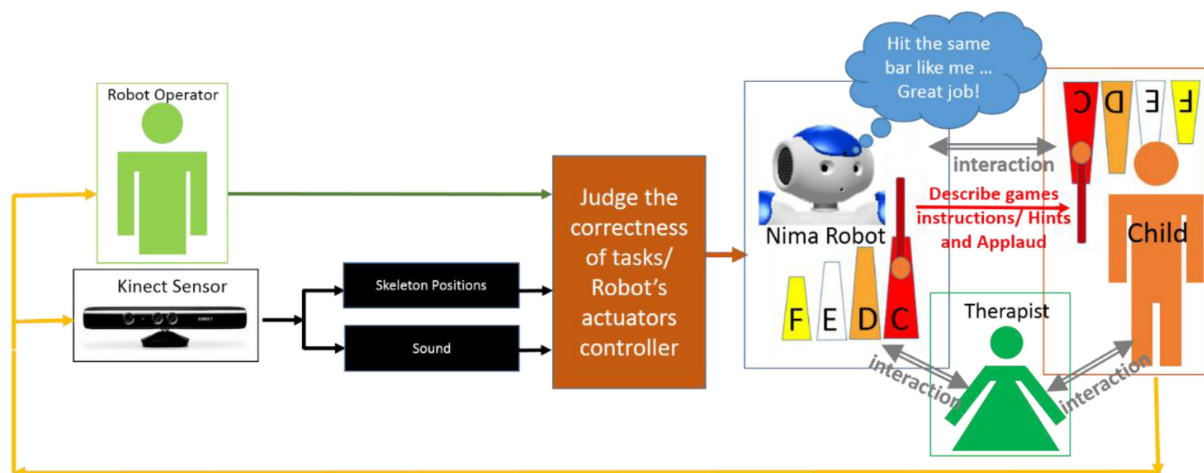 Robot Operator
Kinect Sensor
KINECT
Skeleton Positions
Sound
Judge the
correctness
of tasks/
Robot's
actuators
controller
Hit the same
bar like me ...
Great job!
Nima Robot
F E D C
interaction
Describe games
instructions/ Hints
and Applaud
C D E F
Child
Therapist
interaction
interaction